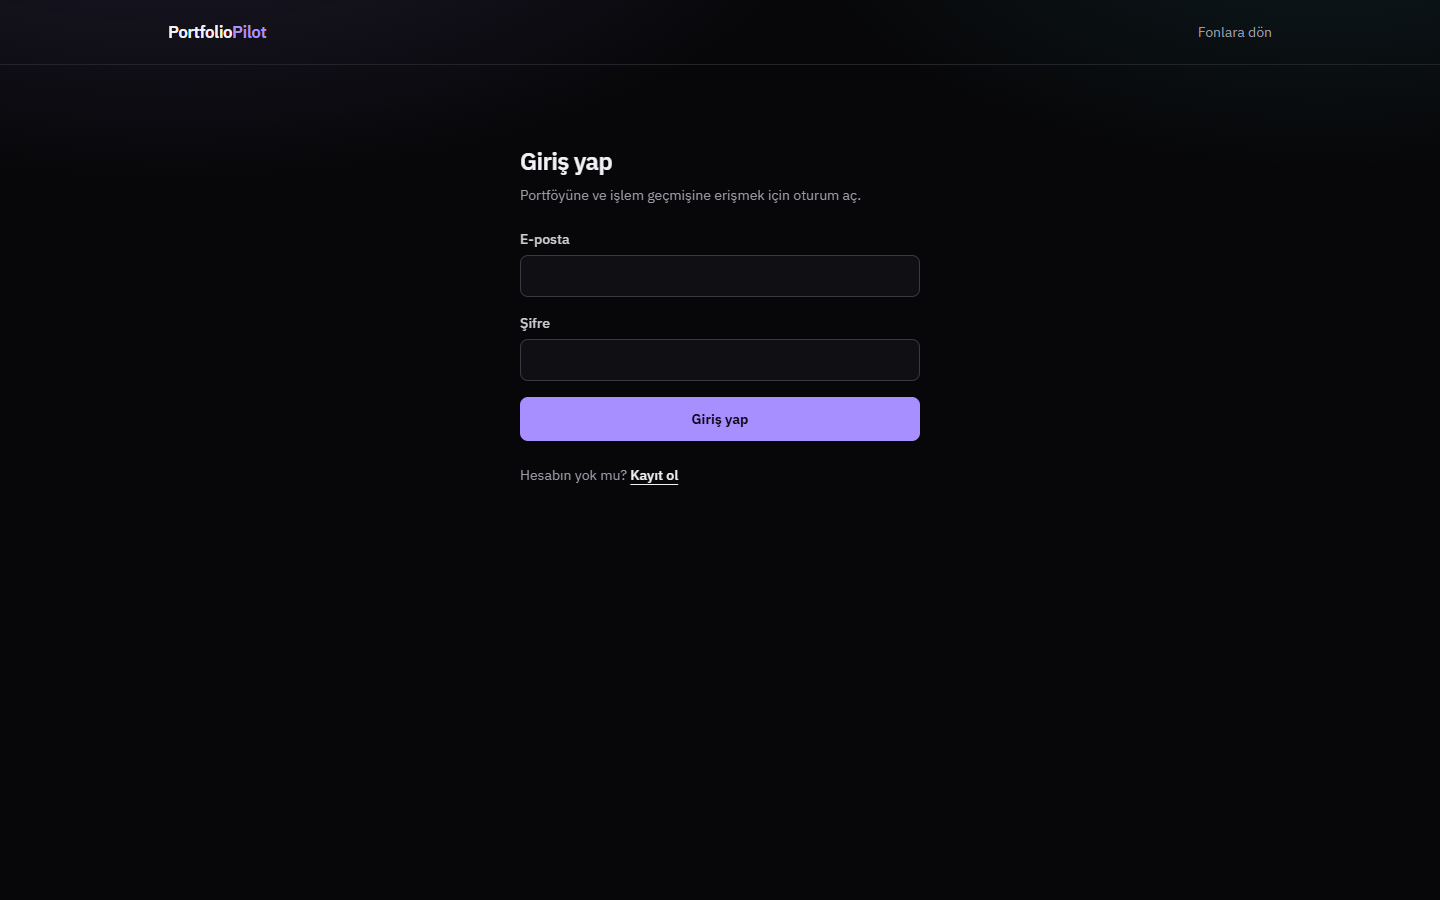 PortfolioPilot
Fonlara dön
Giriş yap
Portföyüne ve işlem geçmişine erişmek için oturum aç.
E-posta
Şifre
Giriş yap
Hesabın yok mu? Kayıt ol